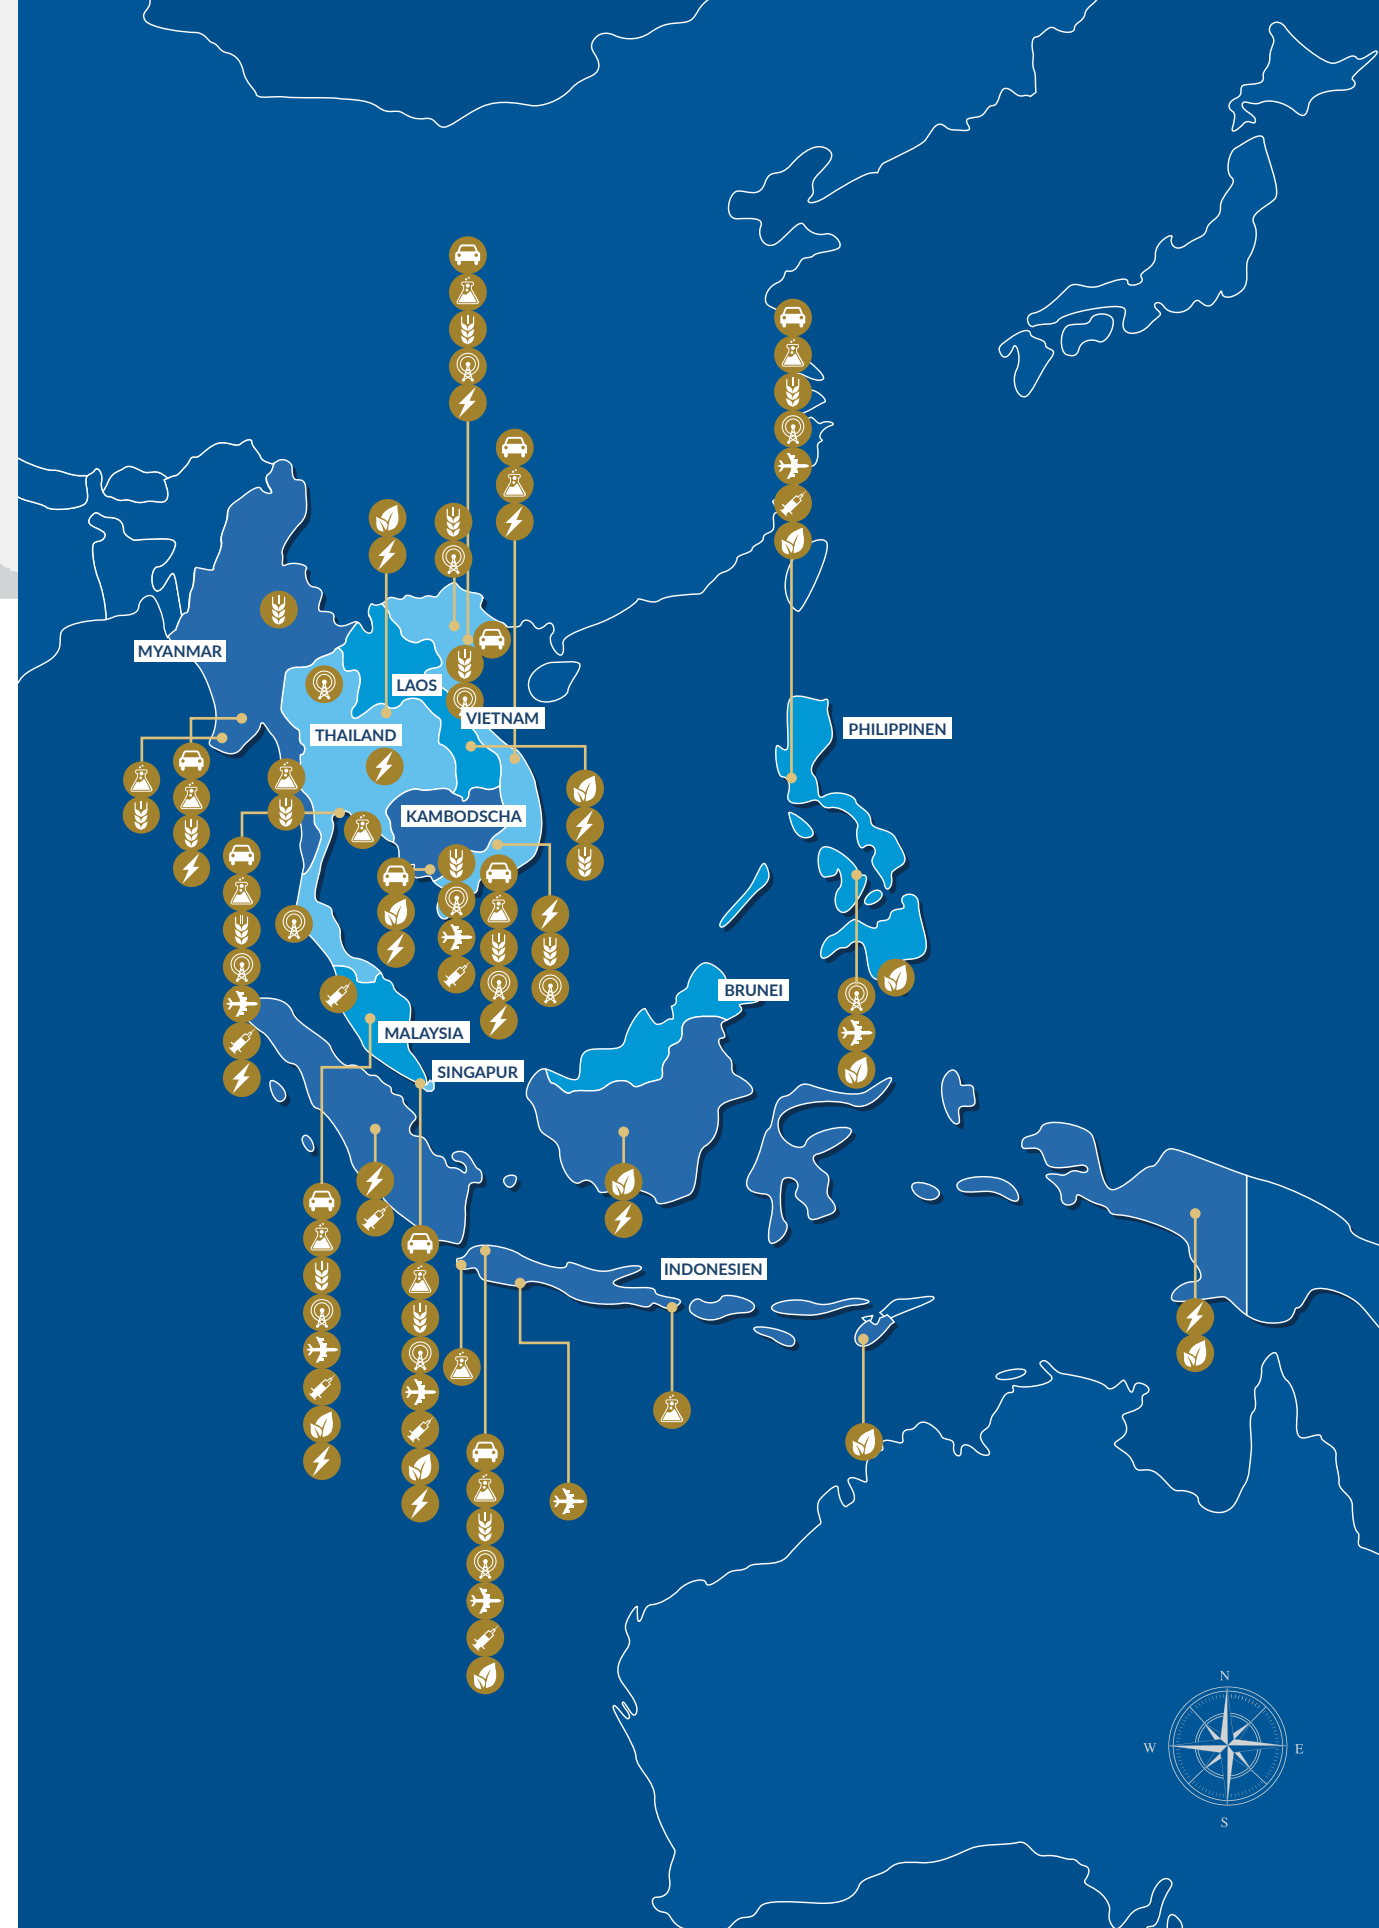 MYANMAR
LAOS
VIETNAM
THAILAND
PHILIPPINEN
KAMBODSCHA
BRUNEI
MALAYSIA
SINGAPUR
INDONESIEN
N
W
E
S